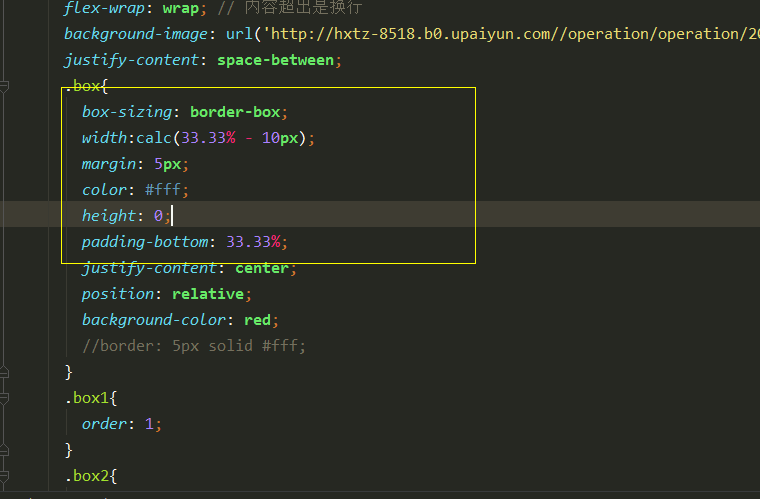 flex-wrap: wrap; // 内容超出是换行
background-image: url('http://hxtz-8518.b0.upaiyun.com//operation/operation/20
justify-content: space-between;
.box{
box-sizing: border-box;
width:calc(33.33% - 10px);
margin: 5px;
color: #fff;
height: 0;
padding-bottom: 33.33%;
justify-content: center;
position: relative;
background-color: red;
//border: 5px solid #fff;
}
.box1{
order: 1;
}
.box2{